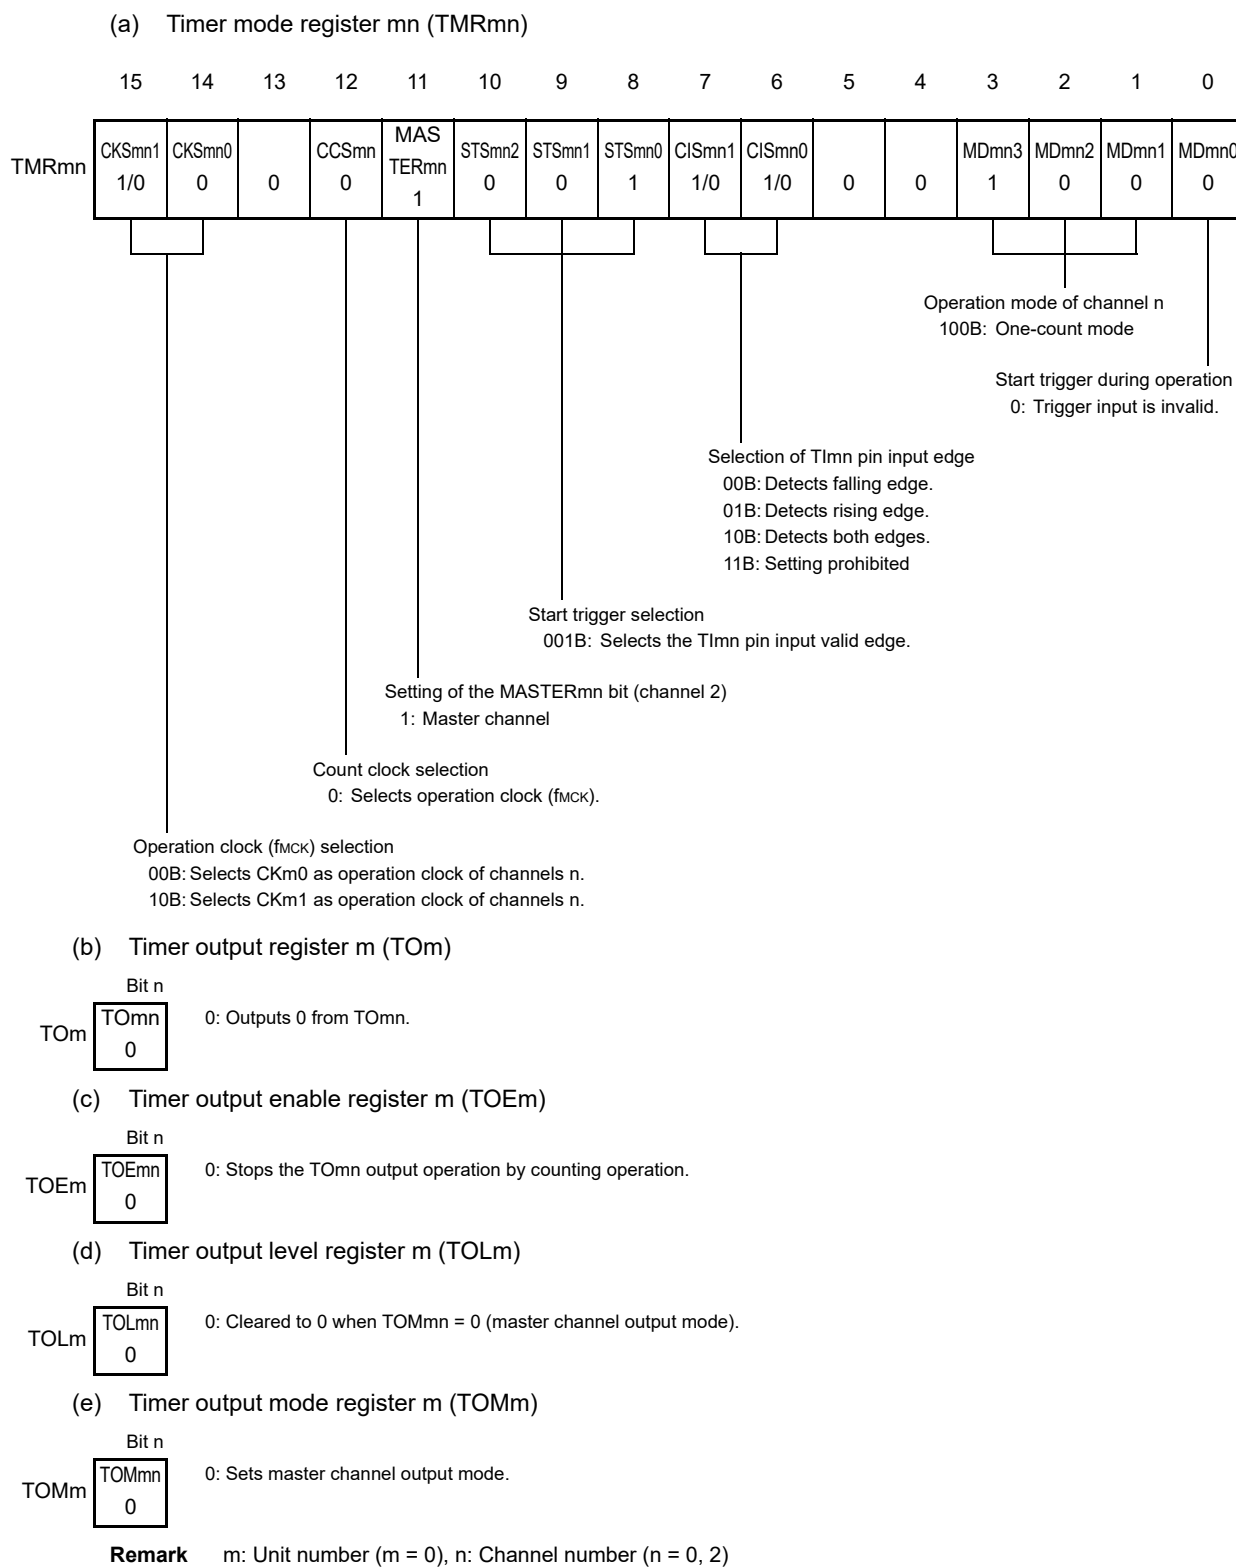 (a) Timer mode register mn (TMRmn)
15 14 13 12 11 10 9 8 7 6 5 4 3 2 1 0
TMRmn
CKSmn1 CKSmn0 CCSmn MAS TERmn STSmn2 STSmn1 STSmn0 CISmn1 CISmn0 MDmn3 MDmn2 MDmn1 MDmn0
1/0 0 0 0 1 0 0 1 1/0 1/0 0 0 1 0 0 0
Operation mode of channel n
100B: One-count mode
Start trigger during operation
0: Trigger input is invalid.
Selection of TImn pin input edge
00B: Detects falling edge.
01B: Detects rising edge.
10B: Detects both edges.
11B: Setting prohibited
Start trigger selection
001B: Selects the TImn pin input valid edge.
Setting of the MASTERmn bit (channel 2)
1: Master channel
Count clock selection
0: Selects operation clock (fMCK).
Operation clock (fMCK) selection
00B: Selects CKm0 as operation clock of channels n.
10B: Selects CKm1 as operation clock of channels n.
(b) Timer output register m (TOm)
Bit n
TOm
TOmn
0
0: Outputs 0 from TOmn.
(c) Timer output enable register m (TOEm)
Bit n
TOEm
TOEmn
0
0: Stops the TOmn output operation by counting operation.
(d) Timer output level register m (TOLm)
Bit n
TOLm
TOLmn
0
0: Cleared to 0 when TOMmn = 0 (master channel output mode).
(e) Timer output mode register m (TOMm)
Bit n
TOMm
TOMmn
0
0: Sets master channel output mode.
Remark m: Unit number (m = 0), n: Channel number (n = 0, 2)